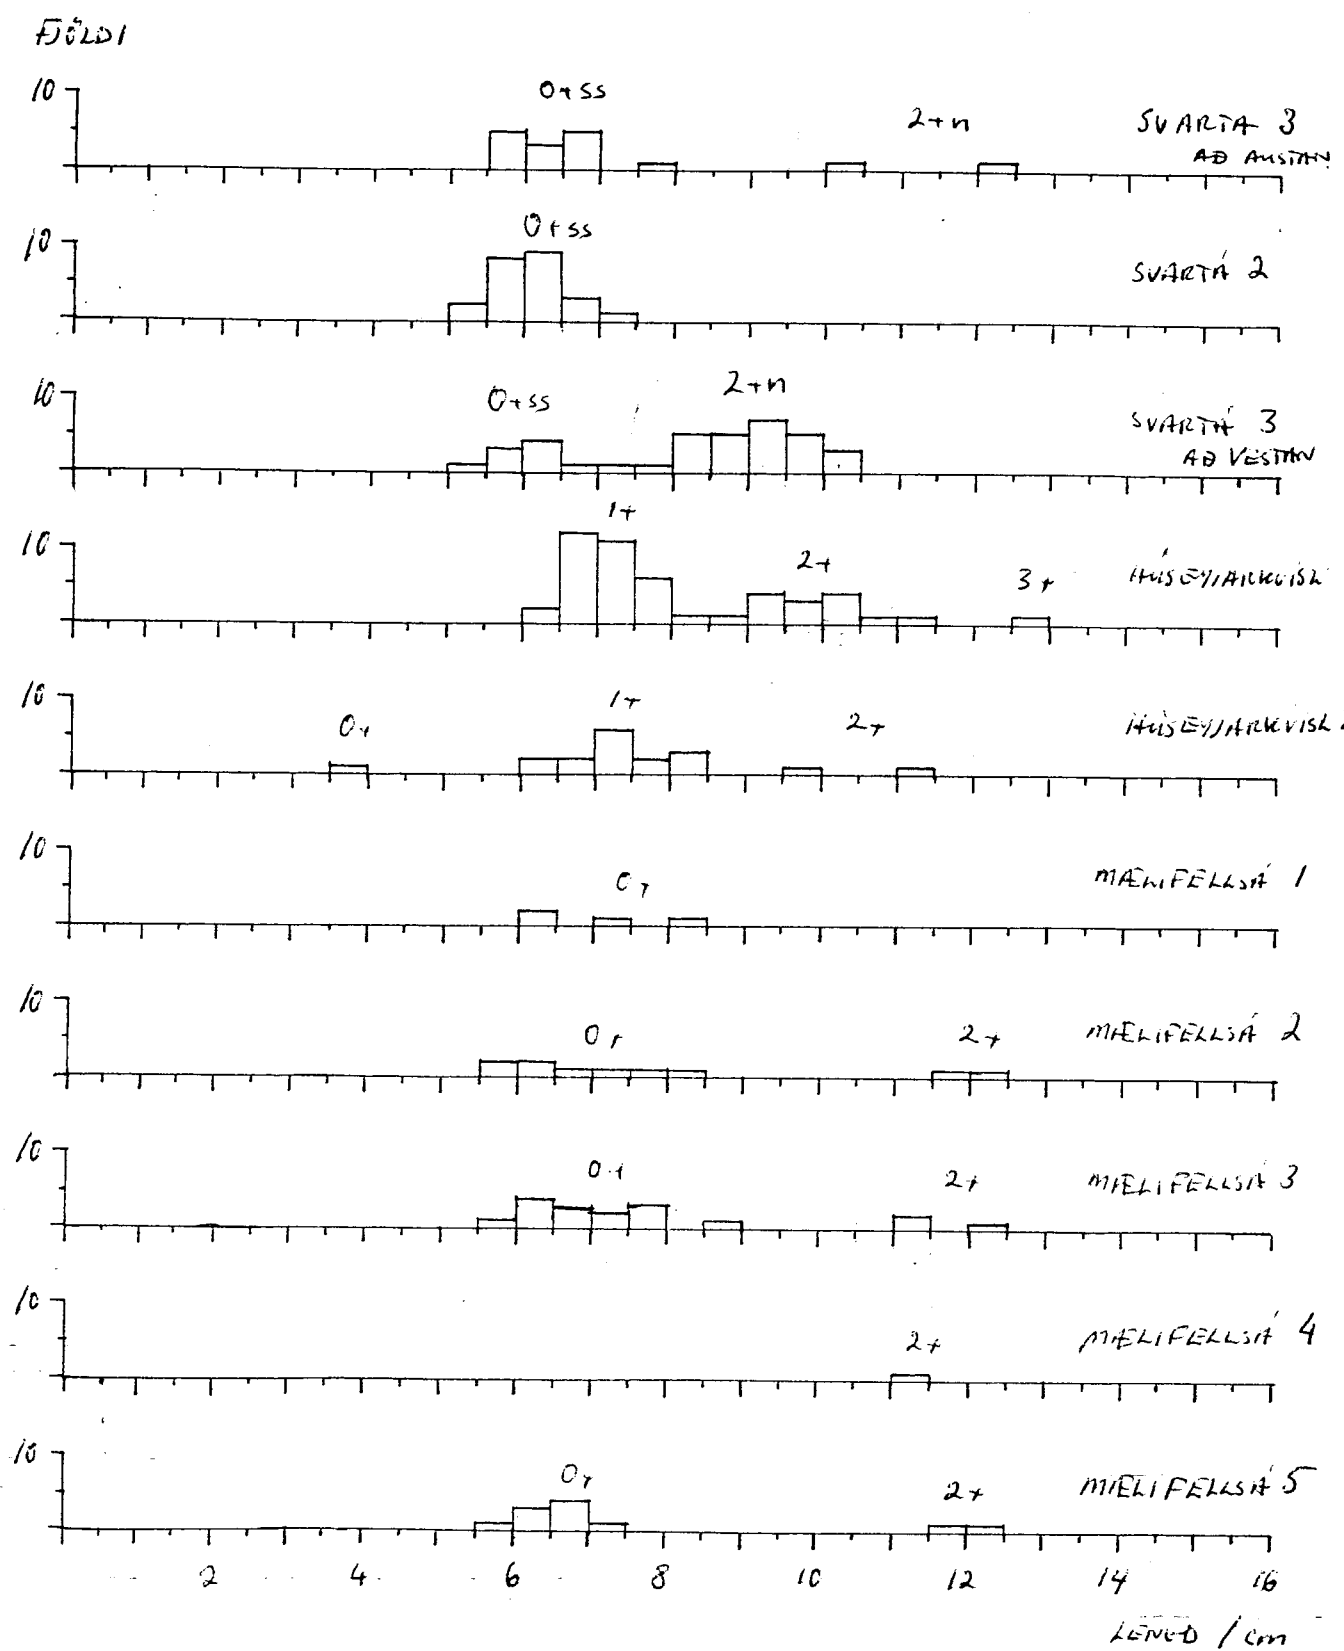 FJÖLDI
10 0+ss 2+n SVARTA 3
AÐ AUSTAN
10 0+ss SVARTÁ 2
10 0+ss 2+n SVARTÁ 3
AÐ VESTAN
10 1+ 2+ 3+ HÚSEYJARKVISL
10 0+ 1+ 2+ HÚSEYJARKVISL
10 0+ MÆLIFELLSÁ 1
10 0+ 2+ MÆLIFELLSÁ 2
10 0+ 2+ MÆLIFELLSÁ 3
10 2+ MÆLIFELLSÁ 4
10 0+ 2+ MÆLIFELLSÁ 5
2 4 6 8 10 12 14 16
LENGD / cm